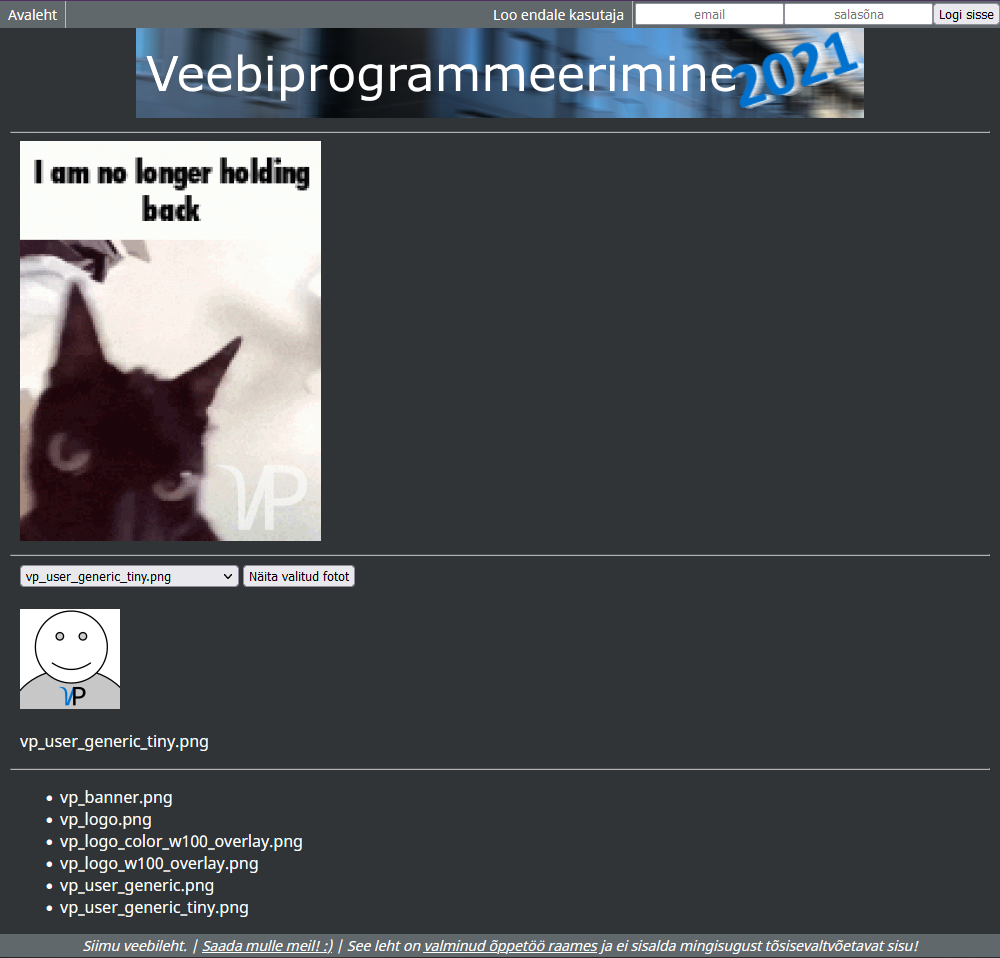 Avaleht
Loo endale kasutaja
email
salasõna
Logi sisse
Veebiprogrammeerimine 2021
I am no longer holding
back
VP
vp_user_generic_tiny.png
Näita valitud fotot
VP
vp_user_generic_tiny.png
vp_banner.png
vp_logo.png
vp_logo_color_w100_overlay.png
vp_logo_w100_overlay.png
vp_user_generic.png
vp_user_generic_tiny.png
Siimu veebileht. | Saada mulle meil! :) | See leht on valminud õppetöö raames ja ei sisalda mingisugust tõsiseltvõetavat sisu!